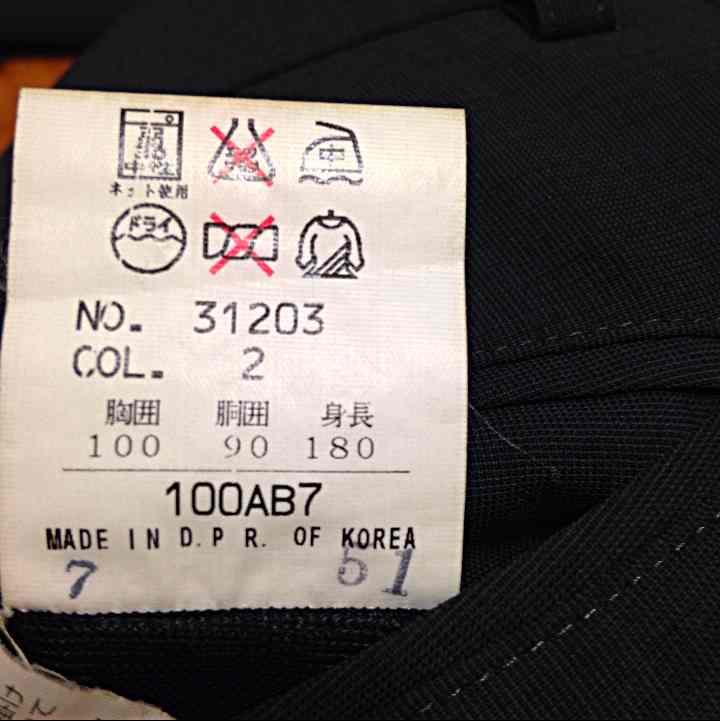 ネット使用
中
ドライ
NO. 31203
COL. 2
胸囲 胴囲 身長
100 90 180
100AB7
MADE IN D.P R. OF KOREA
7 51